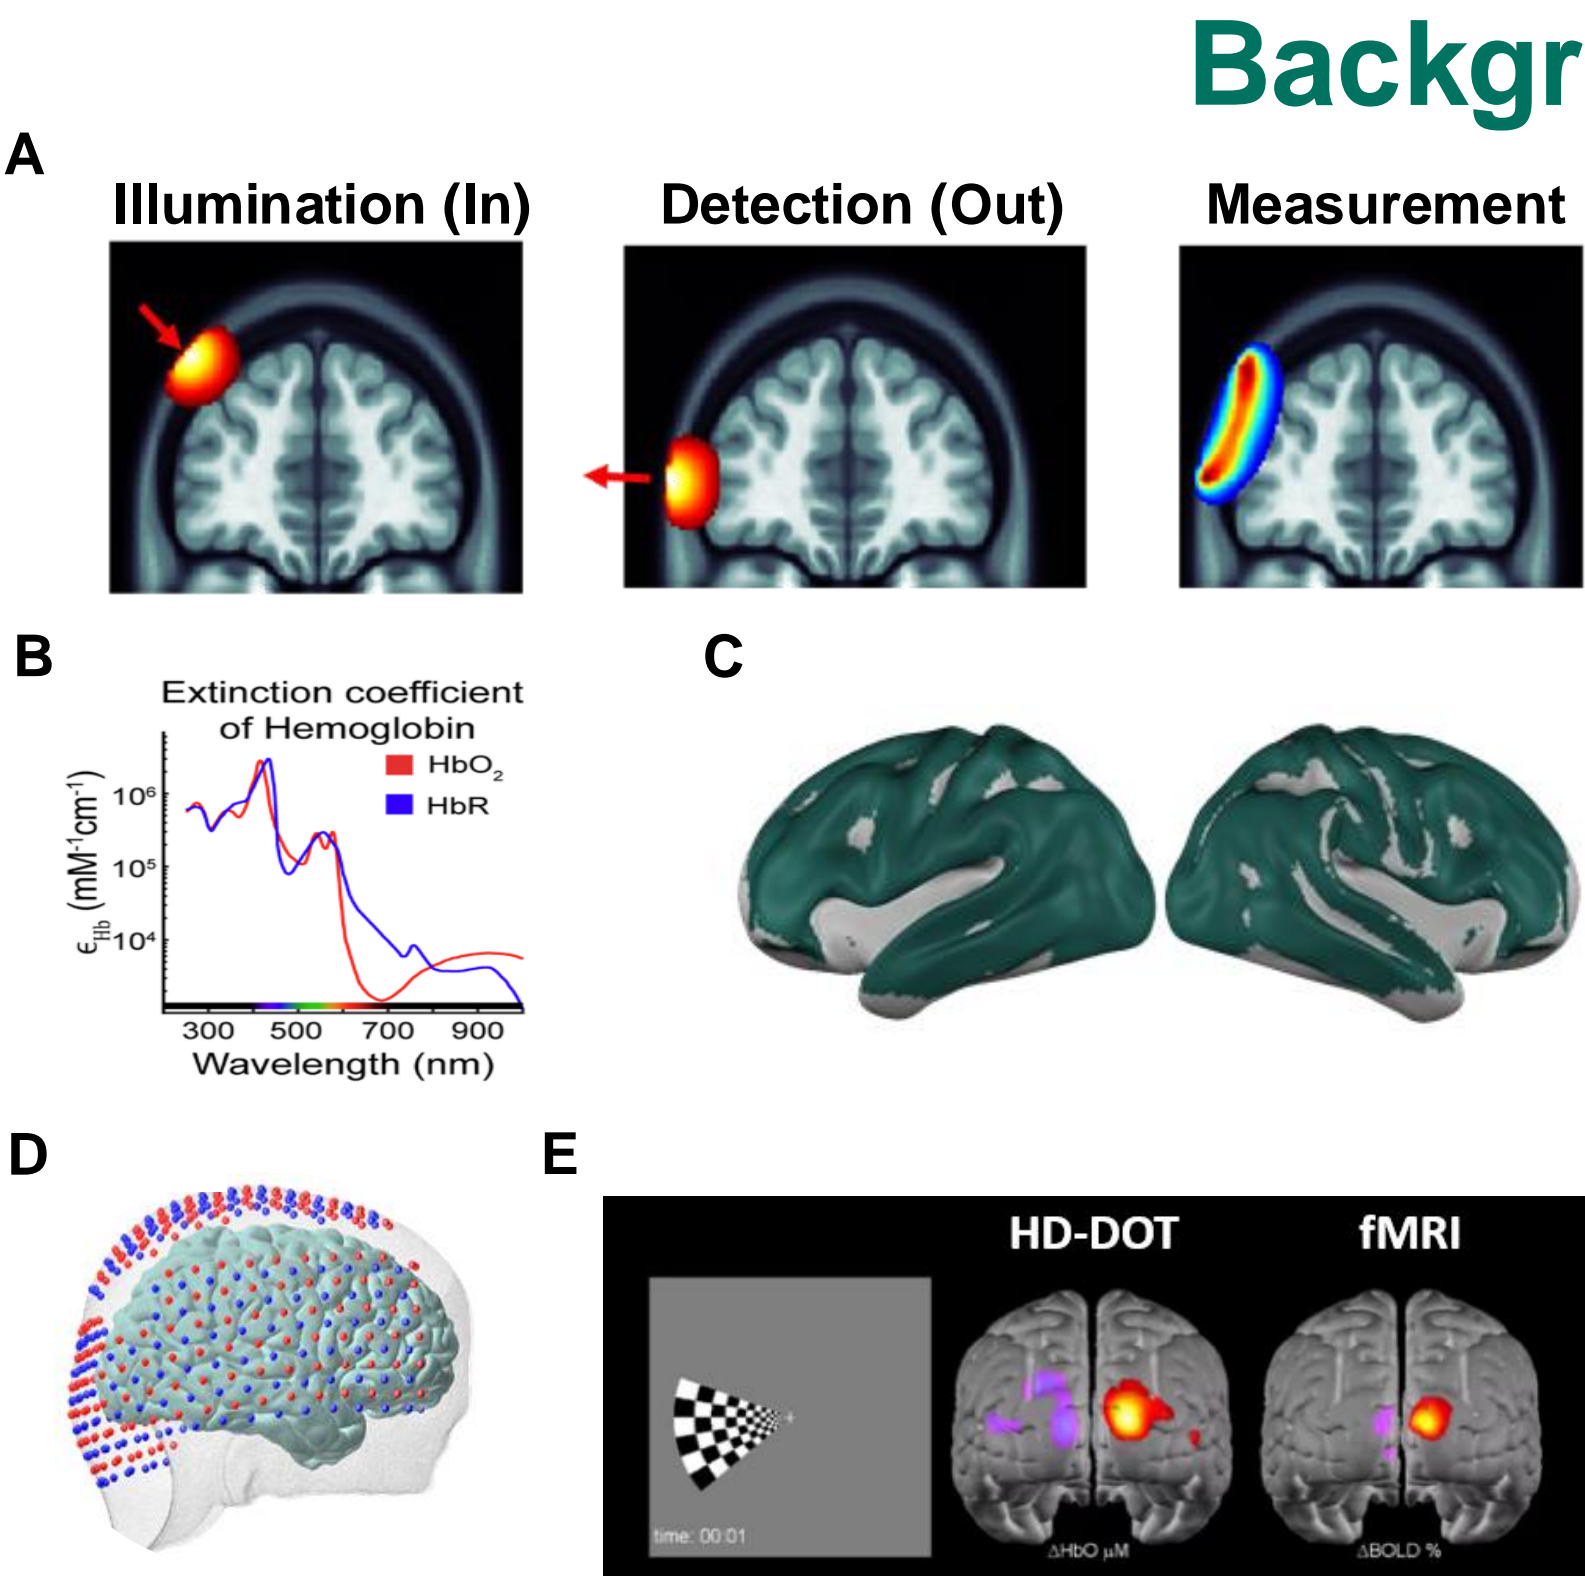 Backgr
A
Illumination (In)
Detection (Out)
Measurement
B
Extinction coefficient
of Hemoglobin
HbO2
HbR
10⁶
10⁵
10⁴
ϵHb (mM⁻¹cm⁻¹)
300 500 700 900
Wavelength (nm)
C
D
E
HD-DOT
fMRI
time: 00:01
ΔHbO μM
ΔBOLD %